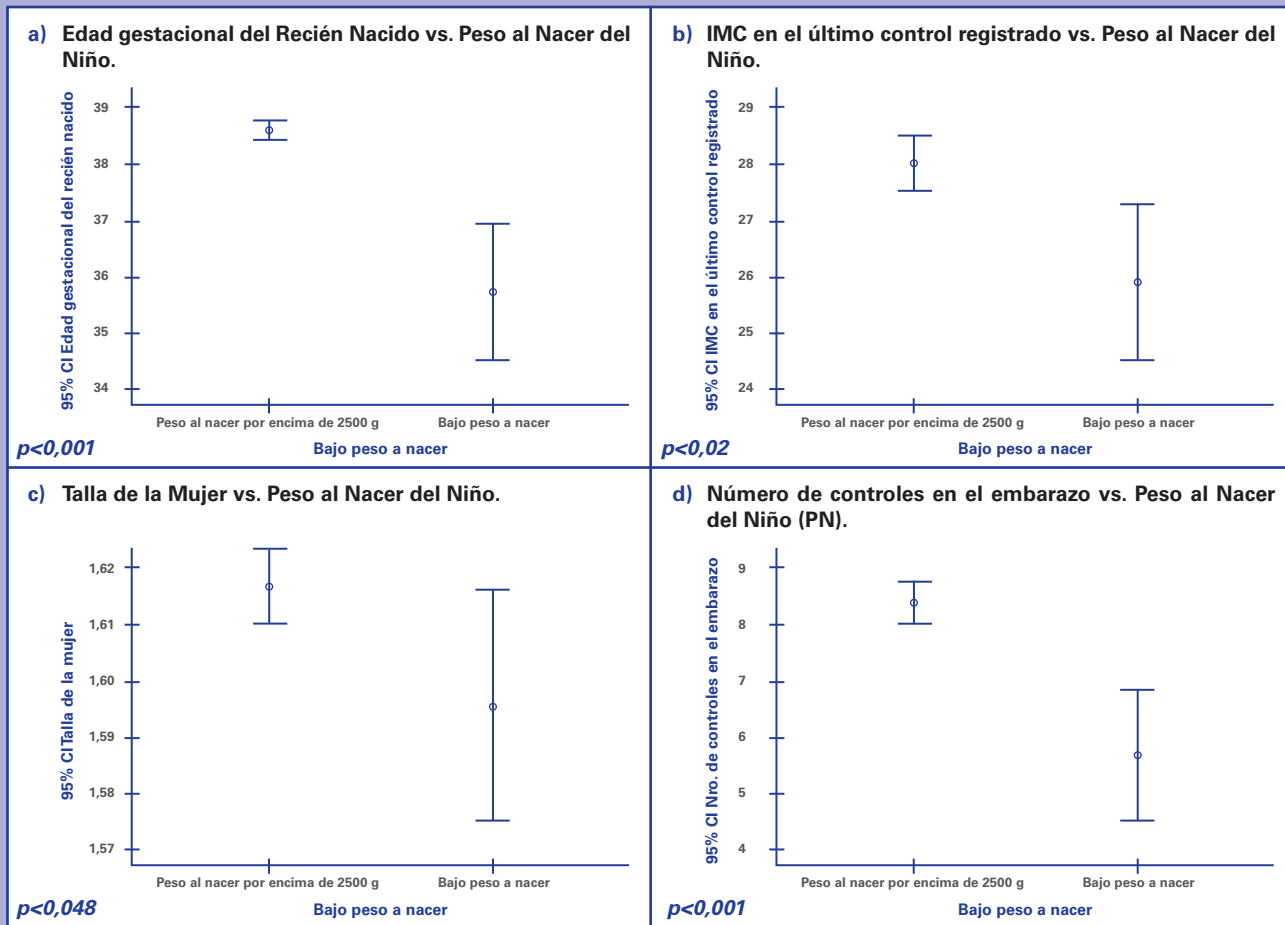 a) Edad gestacional del Recién Nacido vs. Peso al Nacer del
Niño.
95% CI Edad gestacional del recién nacido
39
38
37
36
35
34
Peso al nacer por encima de 2500 g
Bajo peso a nacer
p<0,001
Bajo peso a nacer
b) IMC en el último control registrado vs. Peso al Nacer del
Niño.
95% CI IMC en el último control registrado
29
28
27
26
25
24
Peso al nacer por encima de 2500 g
Bajo peso a nacer
p<0,02
Bajo peso a nacer
c) Talla de la Mujer vs. Peso al Nacer del Niño.
95% CI Talla de la mujer
1,62
1,61
1,60
1,59
1,58
1,57
Peso al nacer por encima de 2500 g
Bajo peso a nacer
p<0,048
Bajo peso a nacer
d) Número de controles en el embarazo vs. Peso al Nacer
del Niño (PN).
95% CI Nro. de controles en el embarazo
9
8
7
6
5
4
Peso al nacer por encima de 2500 g
Bajo peso a nacer
p<0,001
Bajo peso a nacer